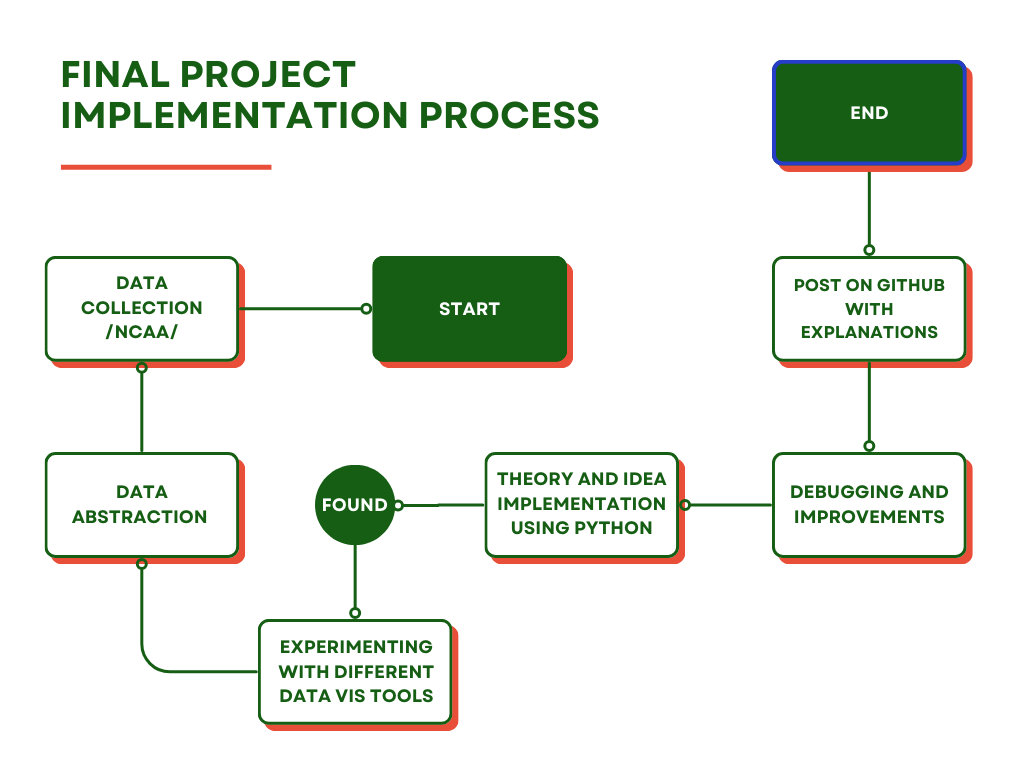 FINAL PROJECT
IMPLEMENTATION PROCESS
END
DATA
COLLECTION
/NCAA/
START
POST ON GITHUB
WITH
EXPLANATIONS
DATA
ABSTRACTION
FOUND
THEORY AND IDEA
IMPLEMENTATION
USING PYTHON
DEBUGGING AND
IMPROVEMENTS
EXPERIMENTING
WITH DIFFERENT
DATA VIS TOOLS